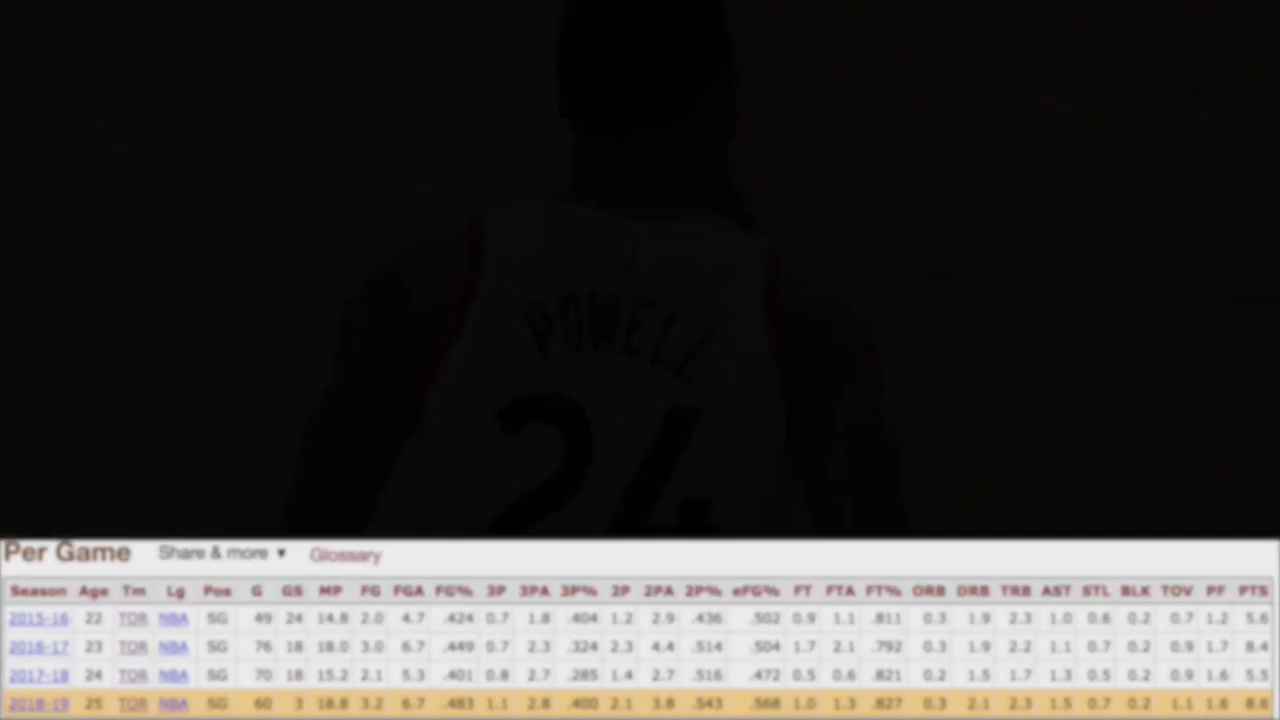 POWELL
24
Per Game Share & more ▼ Glossary
Season Age Tm Lg Pos G GS MP FG FGA FG% 3P 3PA 3P% 2P 2PA 2P% eFG% FT FTA FT% ORB DRB TRB AST STL BLK TOV PF PTS
2015-16 22 TOR NBA SG 49 24 14.8 2.0 4.7 .424 0.7 1.8 .404 1.2 2.9 .436 .502 0.9 1.1 .811 0.3 1.9 2.3 1.0 0.6 0.2 0.7 1.2 5.6
2016-17 23 TOR NBA SG 76 18 18.0 3.0 6.7 .449 0.7 2.3 .324 2.3 4.4 .514 .504 1.7 2.1 .792 0.3 1.9 2.2 1.1 0.7 0.2 0.9 1.7 8.4
2017-18 24 TOR NBA SG 70 18 15.2 2.1 5.3 .401 0.8 2.7 .285 1.4 2.7 .516 .472 0.5 0.6 .821 0.2 1.5 1.7 1.3 0.5 0.2 0.9 1.6 5.5
2018-19 25 TOR NBA SG 60 3 18.8 3.2 6.7 .483 1.1 2.8 .400 2.1 3.8 .543 .568 1.0 1.3 .827 0.3 2.1 2.3 1.5 0.7 0.2 1.1 1.6 8.6